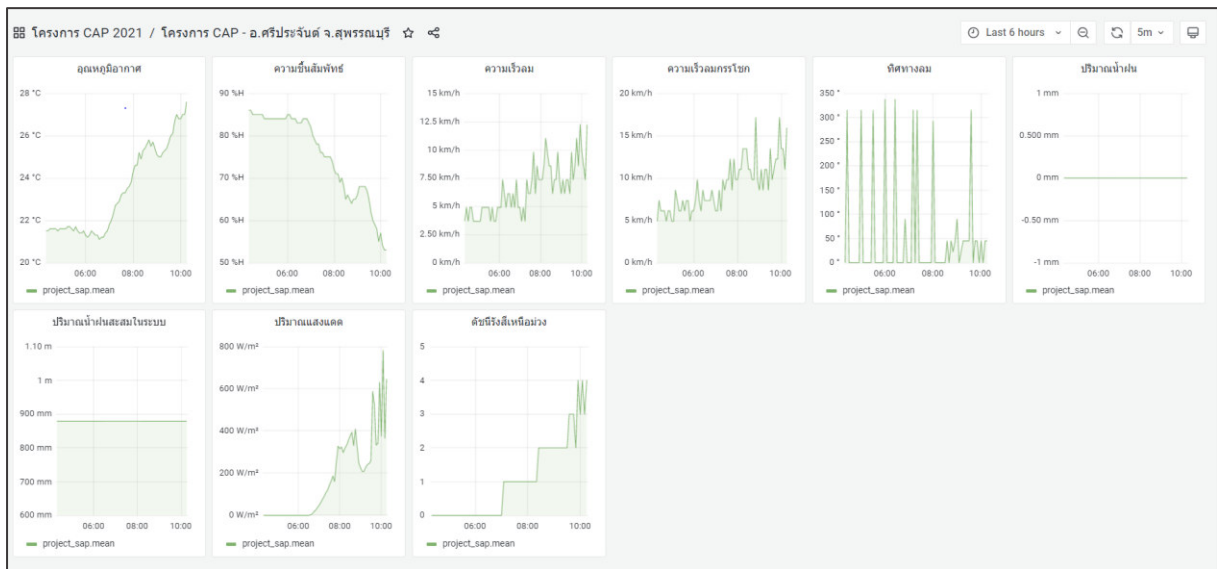 โครงการ CAP 2021 / โครงการ CAP - อ.ศรีประจันต์ จ.สุพรรณบุรี
Last 6 hours
5m
อุณหภูมิอากาศ
28 °C
26 °C
24 °C
22 °C
20 °C
06:00 08:00 10:00
project_sap.mean
ความชื้นสัมพัทธ์
90 %H
80 %H
70 %H
60 %H
50 %H
06:00 08:00 10:00
project_sap.mean
ความเร็วลม
15 km/h
12.5 km/h
10 km/h
7.50 km/h
5 km/h
2.50 km/h
0 km/h
06:00 08:00 10:00
project_sap.mean
ความเร็วลมกรรโชก
20 km/h
15 km/h
10 km/h
5 km/h
0 km/h
06:00 08:00 10:00
project_sap.mean
ทิศทางลม
350 °
300 °
250 °
200 °
150 °
100 °
50 °
0 °
06:00 08:00 10:00
project_sap.mean
ปริมาณน้ำฝน
1 mm
0.500 mm
0 mm
-0.50 mm
-1 mm
06:00 08:00 10:00
project_sap.mean
ปริมาณน้ำฝนสะสมในระบบ
1.10 m
1 m
900 mm
800 mm
700 mm
600 mm
06:00 08:00 10:00
project_sap.mean
ปริมาณแสงแดด
800 W/m²
600 W/m²
400 W/m²
200 W/m²
0 W/m²
06:00 08:00 10:00
project_sap.mean
ดัชนีรังสีเหนือม่วง
5
4
3
2
1
0
06:00 08:00 10:00
project_sap.mean